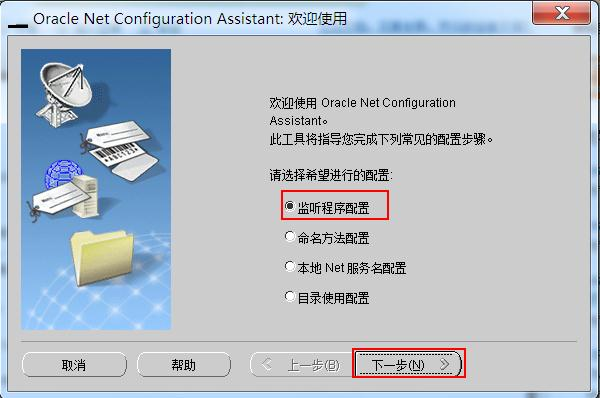 Oracle Net Configuration Assistant: 欢迎使用
欢迎使用 Oracle Net Configuration
Assistant。
此工具将指导您完成下列常见的配置步骤。
请选择希望进行的配置:
监听程序配置
命名方法配置
本地 Net 服务名配置
目录使用配置
取消
帮助
上一步(B)
下一步(N)